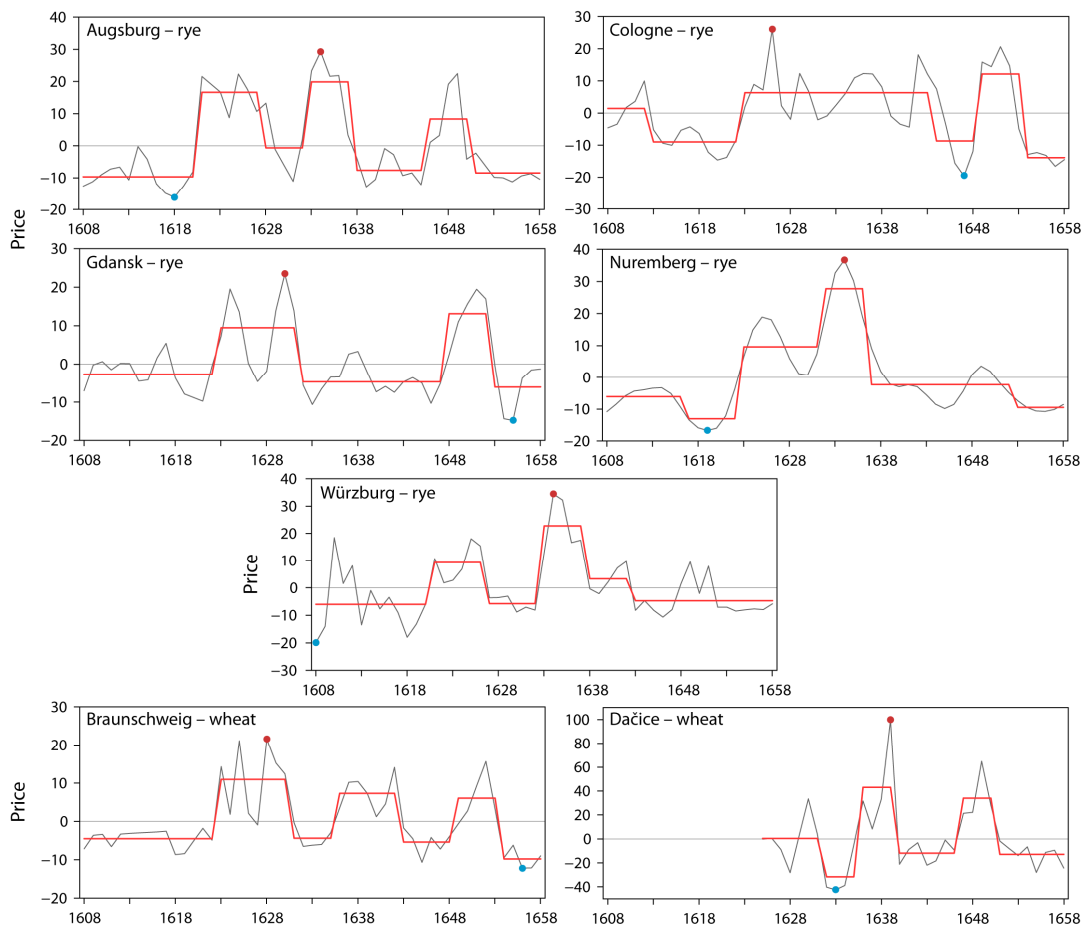 Augsburg – rye
40
30
20
10
0
−10
−20
1608 1618 1628 1638 1648 1658
Cologne – rye
30
20
10
0
−10
−20
−30
1608 1618 1628 1638 1648 1658
Price
Gdansk – rye
30
20
10
0
−10
−20
1608 1618 1628 1638 1648 1658
Nuremberg – rye
40
30
20
10
0
−10
−20
1608 1618 1628 1638 1648 1658
Würzburg – rye
Price
40
30
20
10
0
−10
−20
−30
1608 1618 1628 1638 1648 1658
Braunschweig – wheat
Price
30
20
10
0
−10
−20
1608 1618 1628 1638 1648 1658
Dačice – wheat
100
80
60
40
20
0
−20
−40
1608 1618 1628 1638 1648 1658